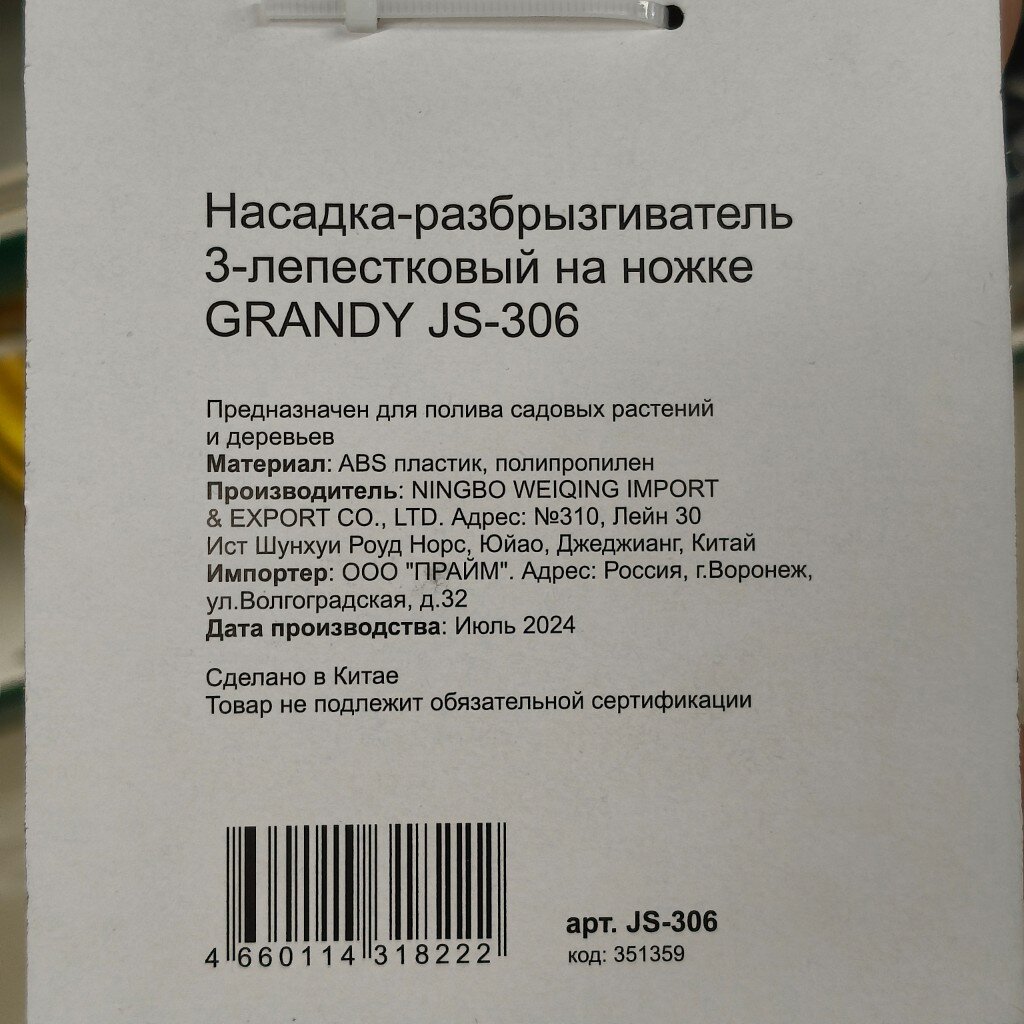 Насадка-разбрызгиватель
3-лепестковый на ножке
GRANDY JS-306
Предназначен для полива садовых растений
и деревьев
Материал: ABS пластик, полипропилен
Производитель: NINGBO WEIQING IMPORT
& EXPORT CO., LTD. Адрес: №310, Лейн 30
Ист Шунхуи Роуд Норс, Юйао, Джеджианг, Китай
Импортер: ООО "ПРАЙМ". Адрес: Россия, г.Воронеж,
ул.Волгоградская, д.32
Дата производства: Июль 2024
Сделано в Китае
Товар не подлежит обязательной сертификации
4 660114 318222
арт. JS-306
код: 351359